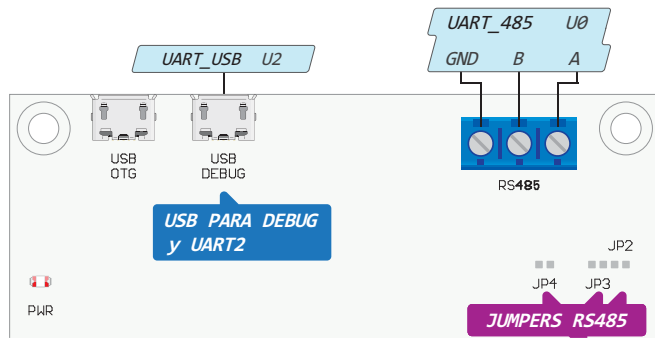 UART_485 U0
GND B A
UART_USB U2
USB
OTG
USB
DEBUG
RS485
USB PARA DEBUG
y UART2
JP2
JP4 JP3
PWR
JUMPERS RS485